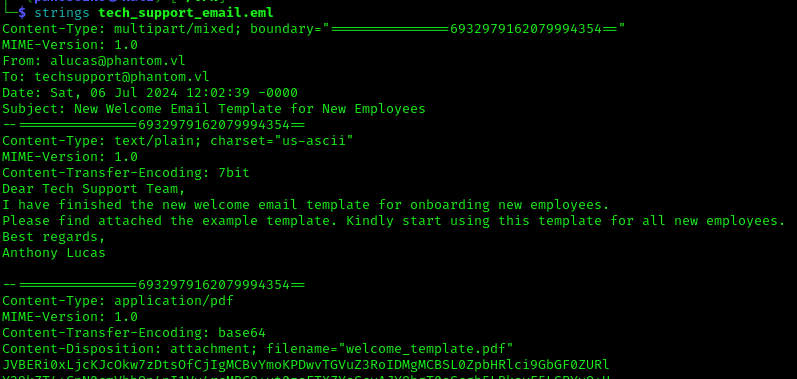 └─$ strings tech_support_email.eml
Content-Type: multipart/mixed; boundary="===============6932979162079994354=="
MIME-Version: 1.0
From: alucas@phantom.vl
To: techsupport@phantom.vl
Date: Sat, 06 Jul 2024 12:02:39 -0000
Subject: New Welcome Email Template for New Employees
--===============6932979162079994354==
Content-Type: text/plain; charset="us-ascii"
MIME-Version: 1.0
Content-Transfer-Encoding: 7bit
Dear Tech Support Team,
I have finished the new welcome email template for onboarding new employees.
Please find attached the example template. Kindly start using this template for all new employees.
Best regards,
Anthony Lucas
--===============6932979162079994354==
Content-Type: application/pdf
MIME-Version: 1.0
Content-Transfer-Encoding: base64
Content-Disposition: attachment; filename="welcome_template.pdf"
JVBERi0xLjcKJcOkw7zDtsOfCjIgMCBvYmoKPDwvTGVuZ3RoIDMgMCBSL0ZpbHRlci9GbGF0ZURl